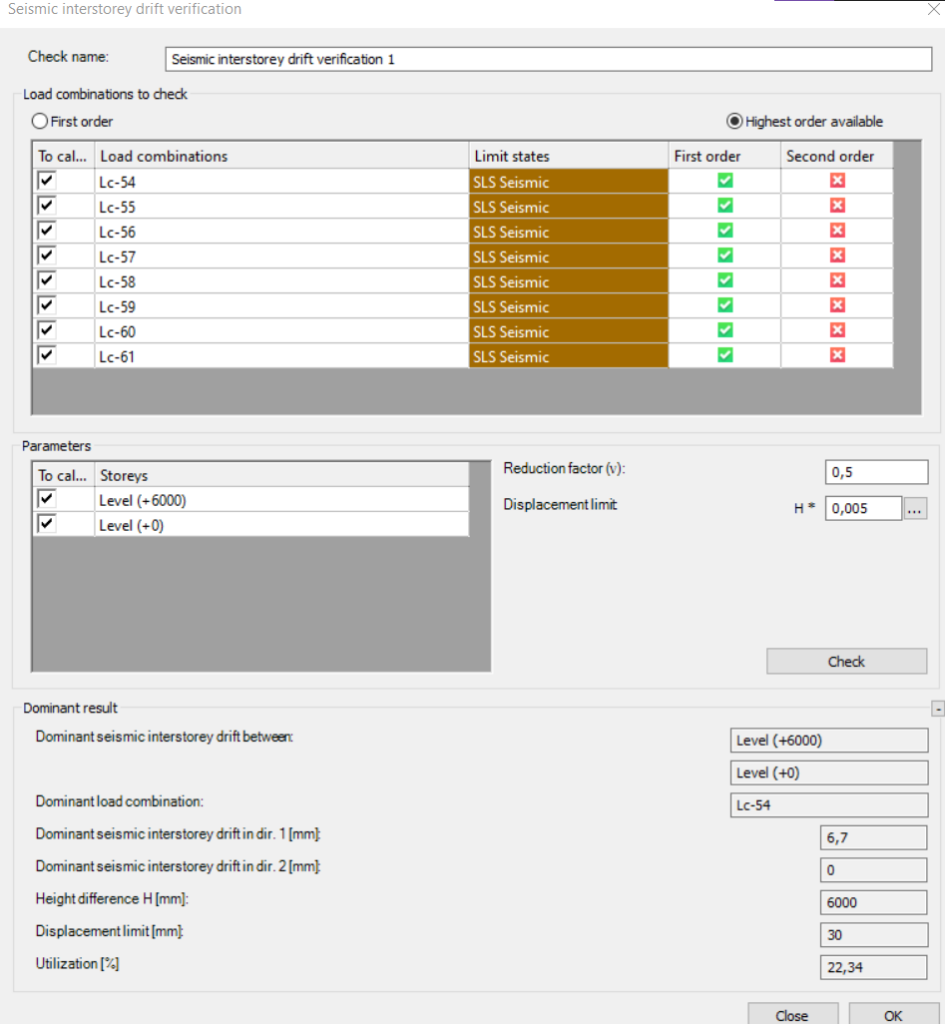 Seismic interstorey drift verification
Check name: Seismic interstorey drift verification 1
Load combinations to check
First order Highest order available
To cal... Load combinations Limit states First order Second order
Lc-54 SLS Seismic
Lc-55 SLS Seismic
Lc-56 SLS Seismic
Lc-57 SLS Seismic
Lc-58 SLS Seismic
Lc-59 SLS Seismic
Lc-60 SLS Seismic
Lc-61 SLS Seismic
Parameters
To cal... Storeys
Level (+6000)
Level (+0)
Reduction factor (ν): 0,5
Displacement limit H * 0,005 ...
Check
Dominant result -
Dominant seismic interstorey drift between: Level (+6000)
Level (+0)
Dominant load combination: Lc-54
Dominant seismic interstorey drift in dir. 1 [mm]: 6,7
Dominant seismic interstorey drift in dir. 2 [mm]: 0
Height difference H [mm]: 6000
Displacement limit [mm]: 30
Utilization [%] 22,34
Close OK